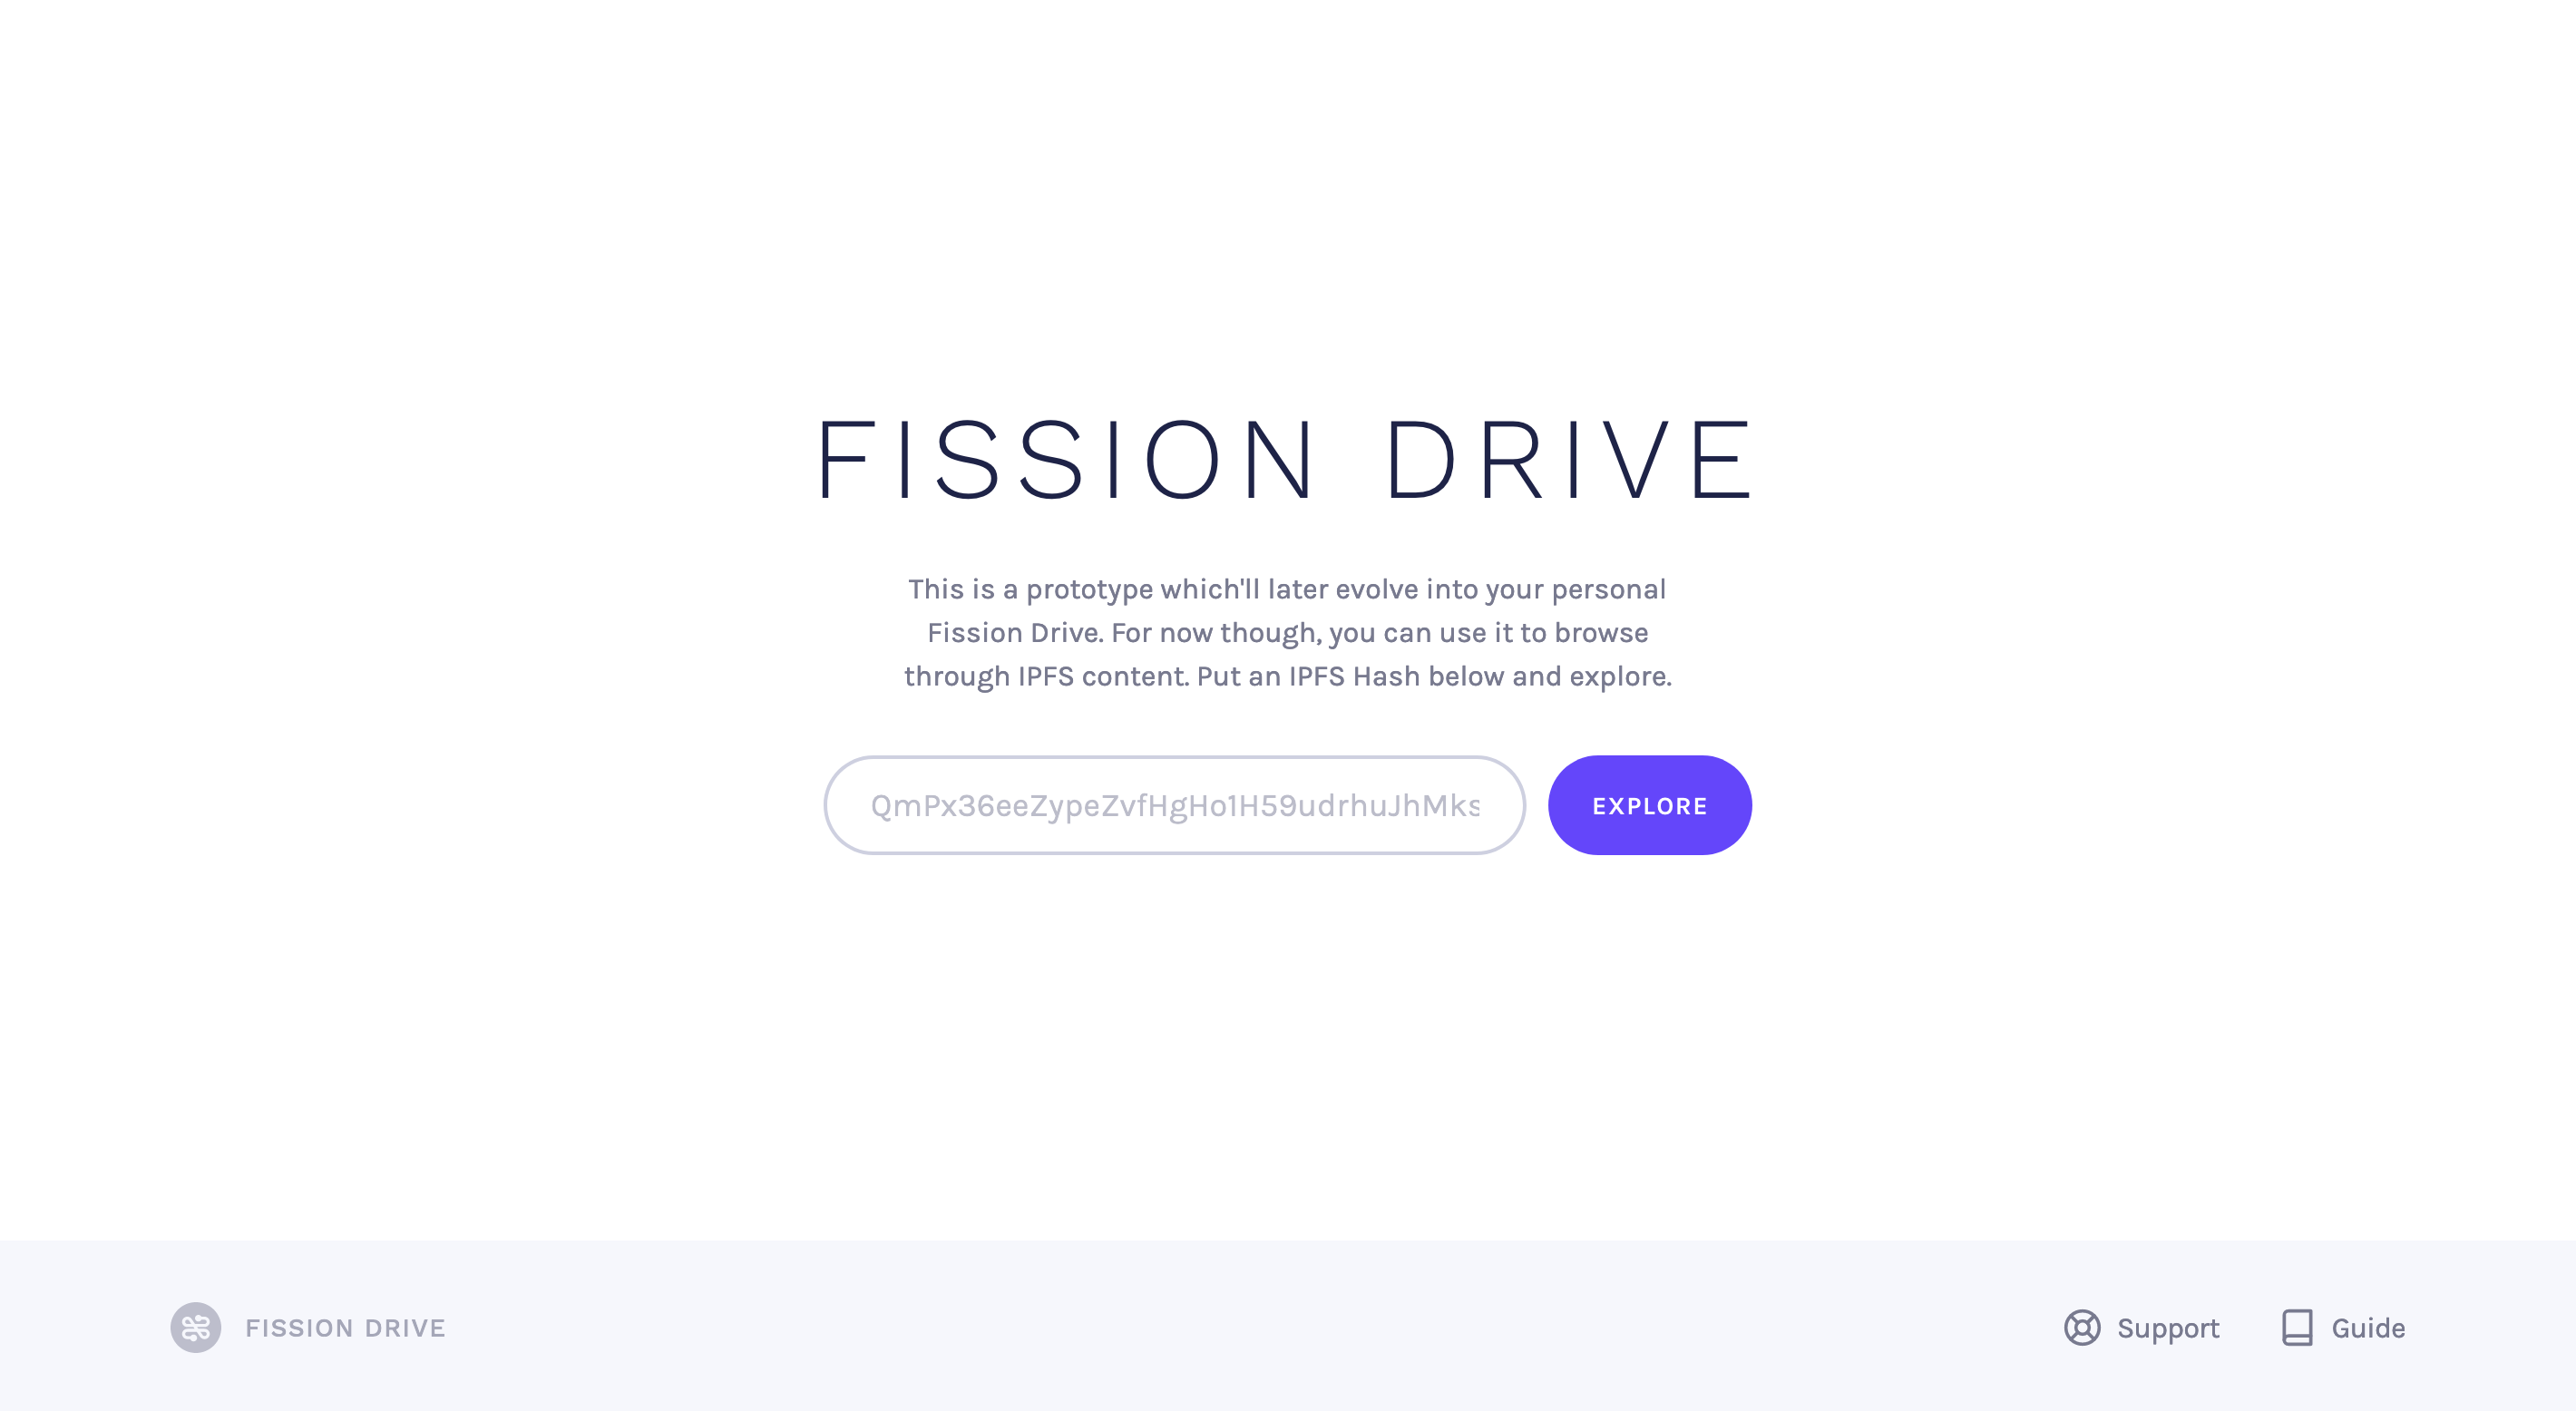 FISSION DRIVE
This is a prototype which'll later evolve into your personal
Fission Drive. For now though, you can use it to browse
through IPFS content. Put an IPFS Hash below and explore.
QmPx36eeZypeZvfHgHo1H59udrhuJhMks
EXPLORE
FISSION DRIVE
Support
Guide